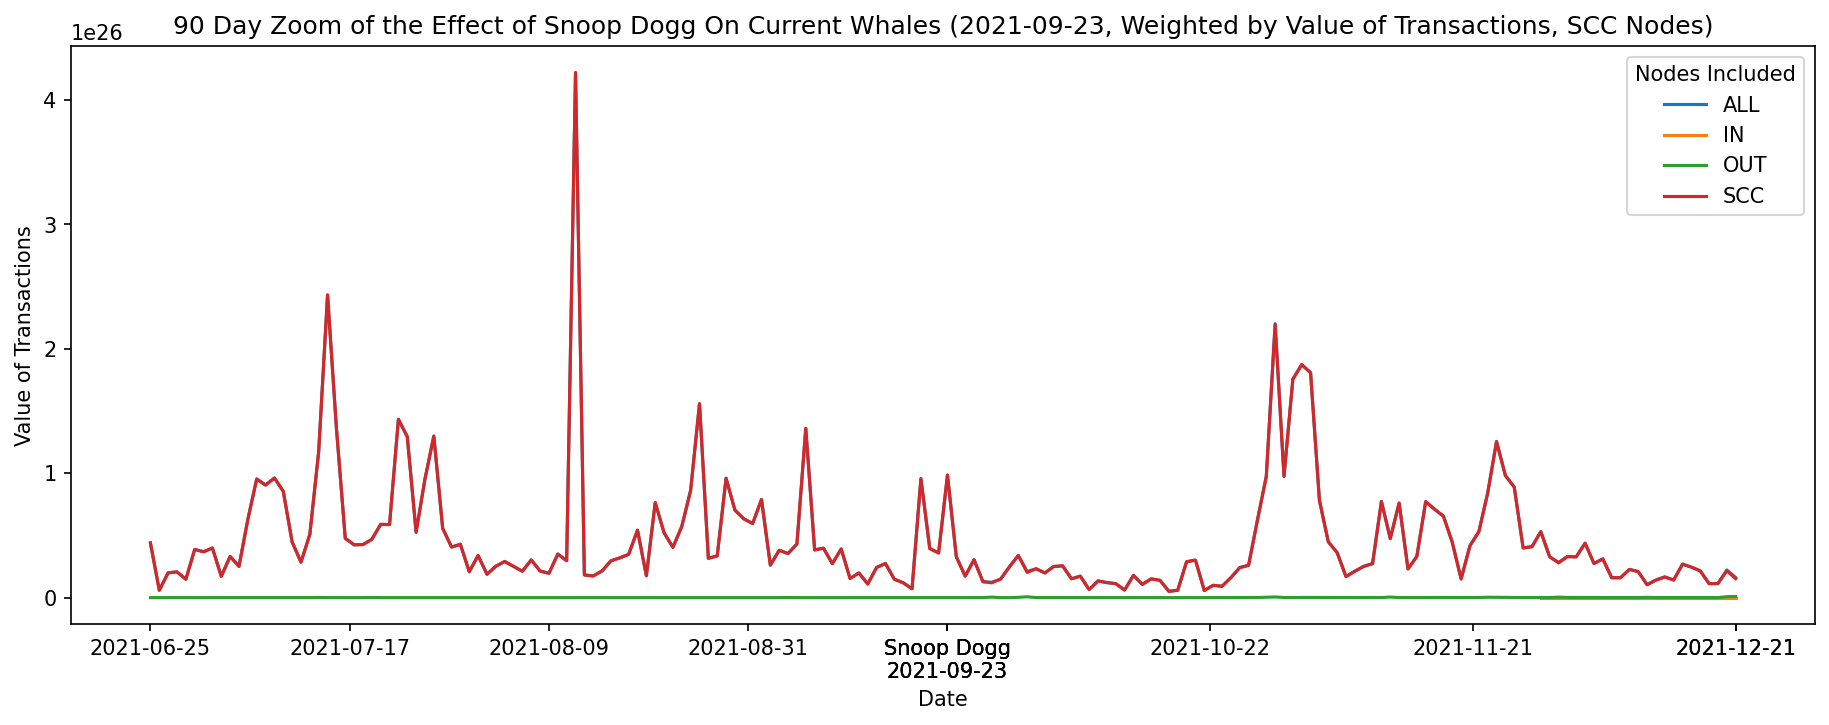 90 Day Zoom of the Effect of Snoop Dogg On Current Whales (2021-09-23, Weighted by Value of Transactions, SCC Nodes)
1e26
Nodes Included
ALL
IN
OUT
SCC
Value of Transactions
4
3
2
1
0
2021-06-25 2021-07-17 2021-08-09 2021-08-31 Snoop Dogg 2021-10-22 2021-11-21 2021-12-21
2021-09-23
Date